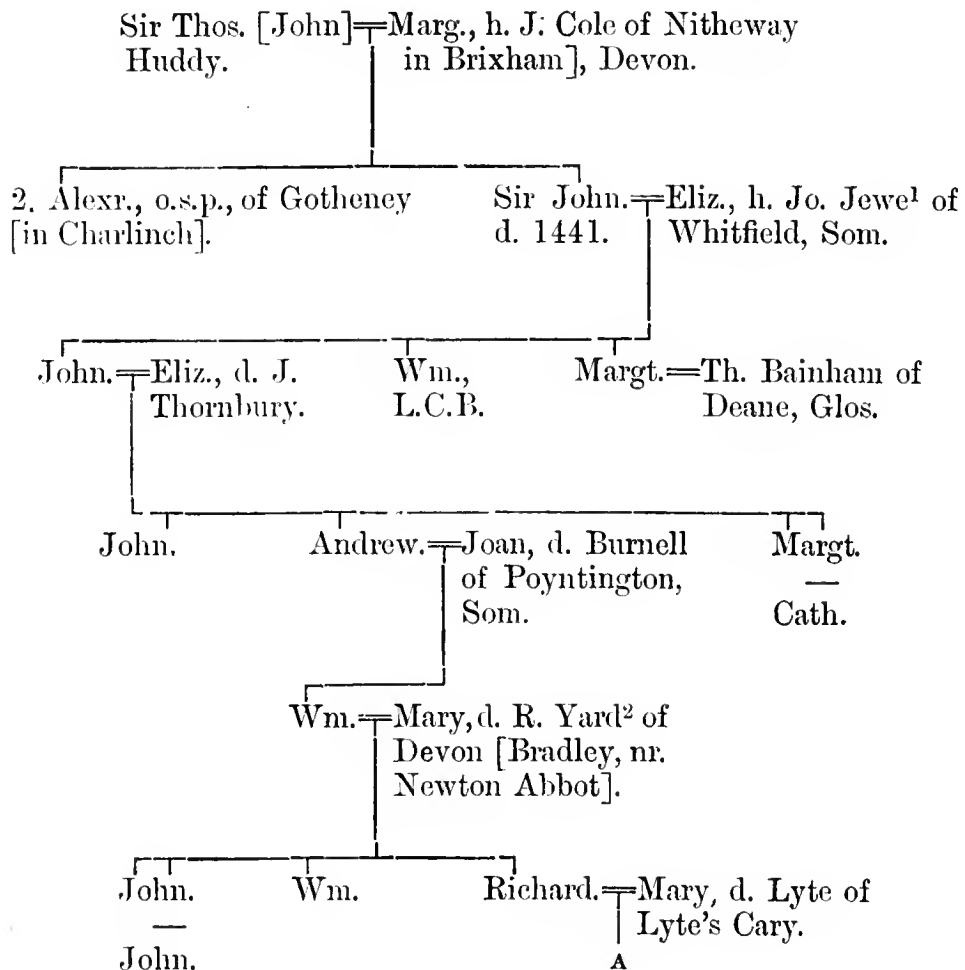 Sir Thos. [John] Marg., h. J. Cole of Nitheway
Huddy. in Brixham], Devon.
2. Alexr., o.s.p., of Gotheney Sir John. Eliz., h. Jo. Jewe¹ of
[in Charlinch]. d. 1441. Whitfield, Som.
John. Eliz., d. J. Wm., Margt. Th. Bainham of
Thornbury. L.C.B. Deane, Glos.
John. Andrew. Joan, d. Burnell Margt.
of Poyntington, —
Som. Cath.
Wm. Mary, d. R. Yard² of
Devon [Bradley, nr.
Newton Abbot].
John. Wm. Richard. Mary, d. Lyte of
— Lyte's Cary.
John. A